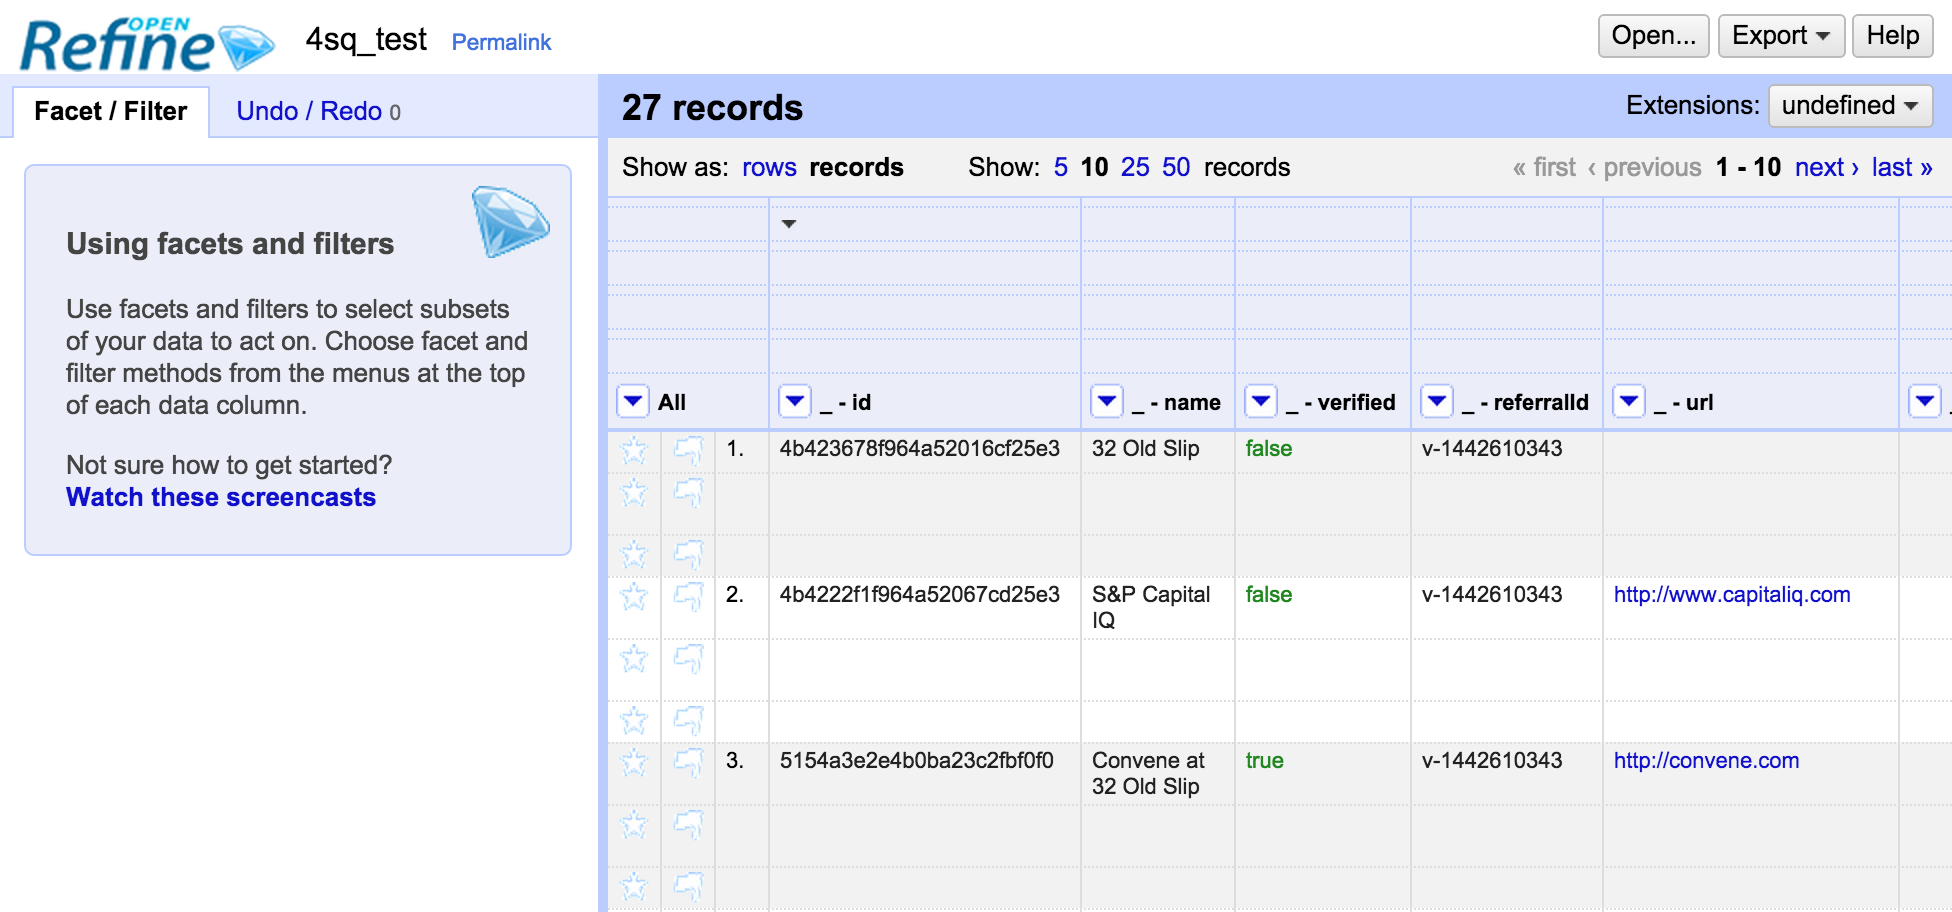 OPEN
Refine 4sq_test Permalink Open... Export Help
Facet / Filter Undo / Redo 0
27 records Extensions: undefined
Show as: rows records Show: 5 10 25 50 records « first ‹ previous 1 - 10 next › last »
Using facets and filters
Use facets and filters to select subsets
of your data to act on. Choose facet and
filter methods from the menus at the top
of each data column.
Not sure how to get started?
Watch these screencasts
All _ - id _ - name _ - verified _ - referralId _ - url
1. 4b423678f964a52016cf25e3 32 Old Slip false v-1442610343
2. 4b4222f1f964a52067cd25e3 S&P Capital false v-1442610343 http://www.capitaliq.com
IQ
3. 5154a3e2e4b0ba23c2fbf0f0 Convene at true v-1442610343 http://convene.com
32 Old Slip